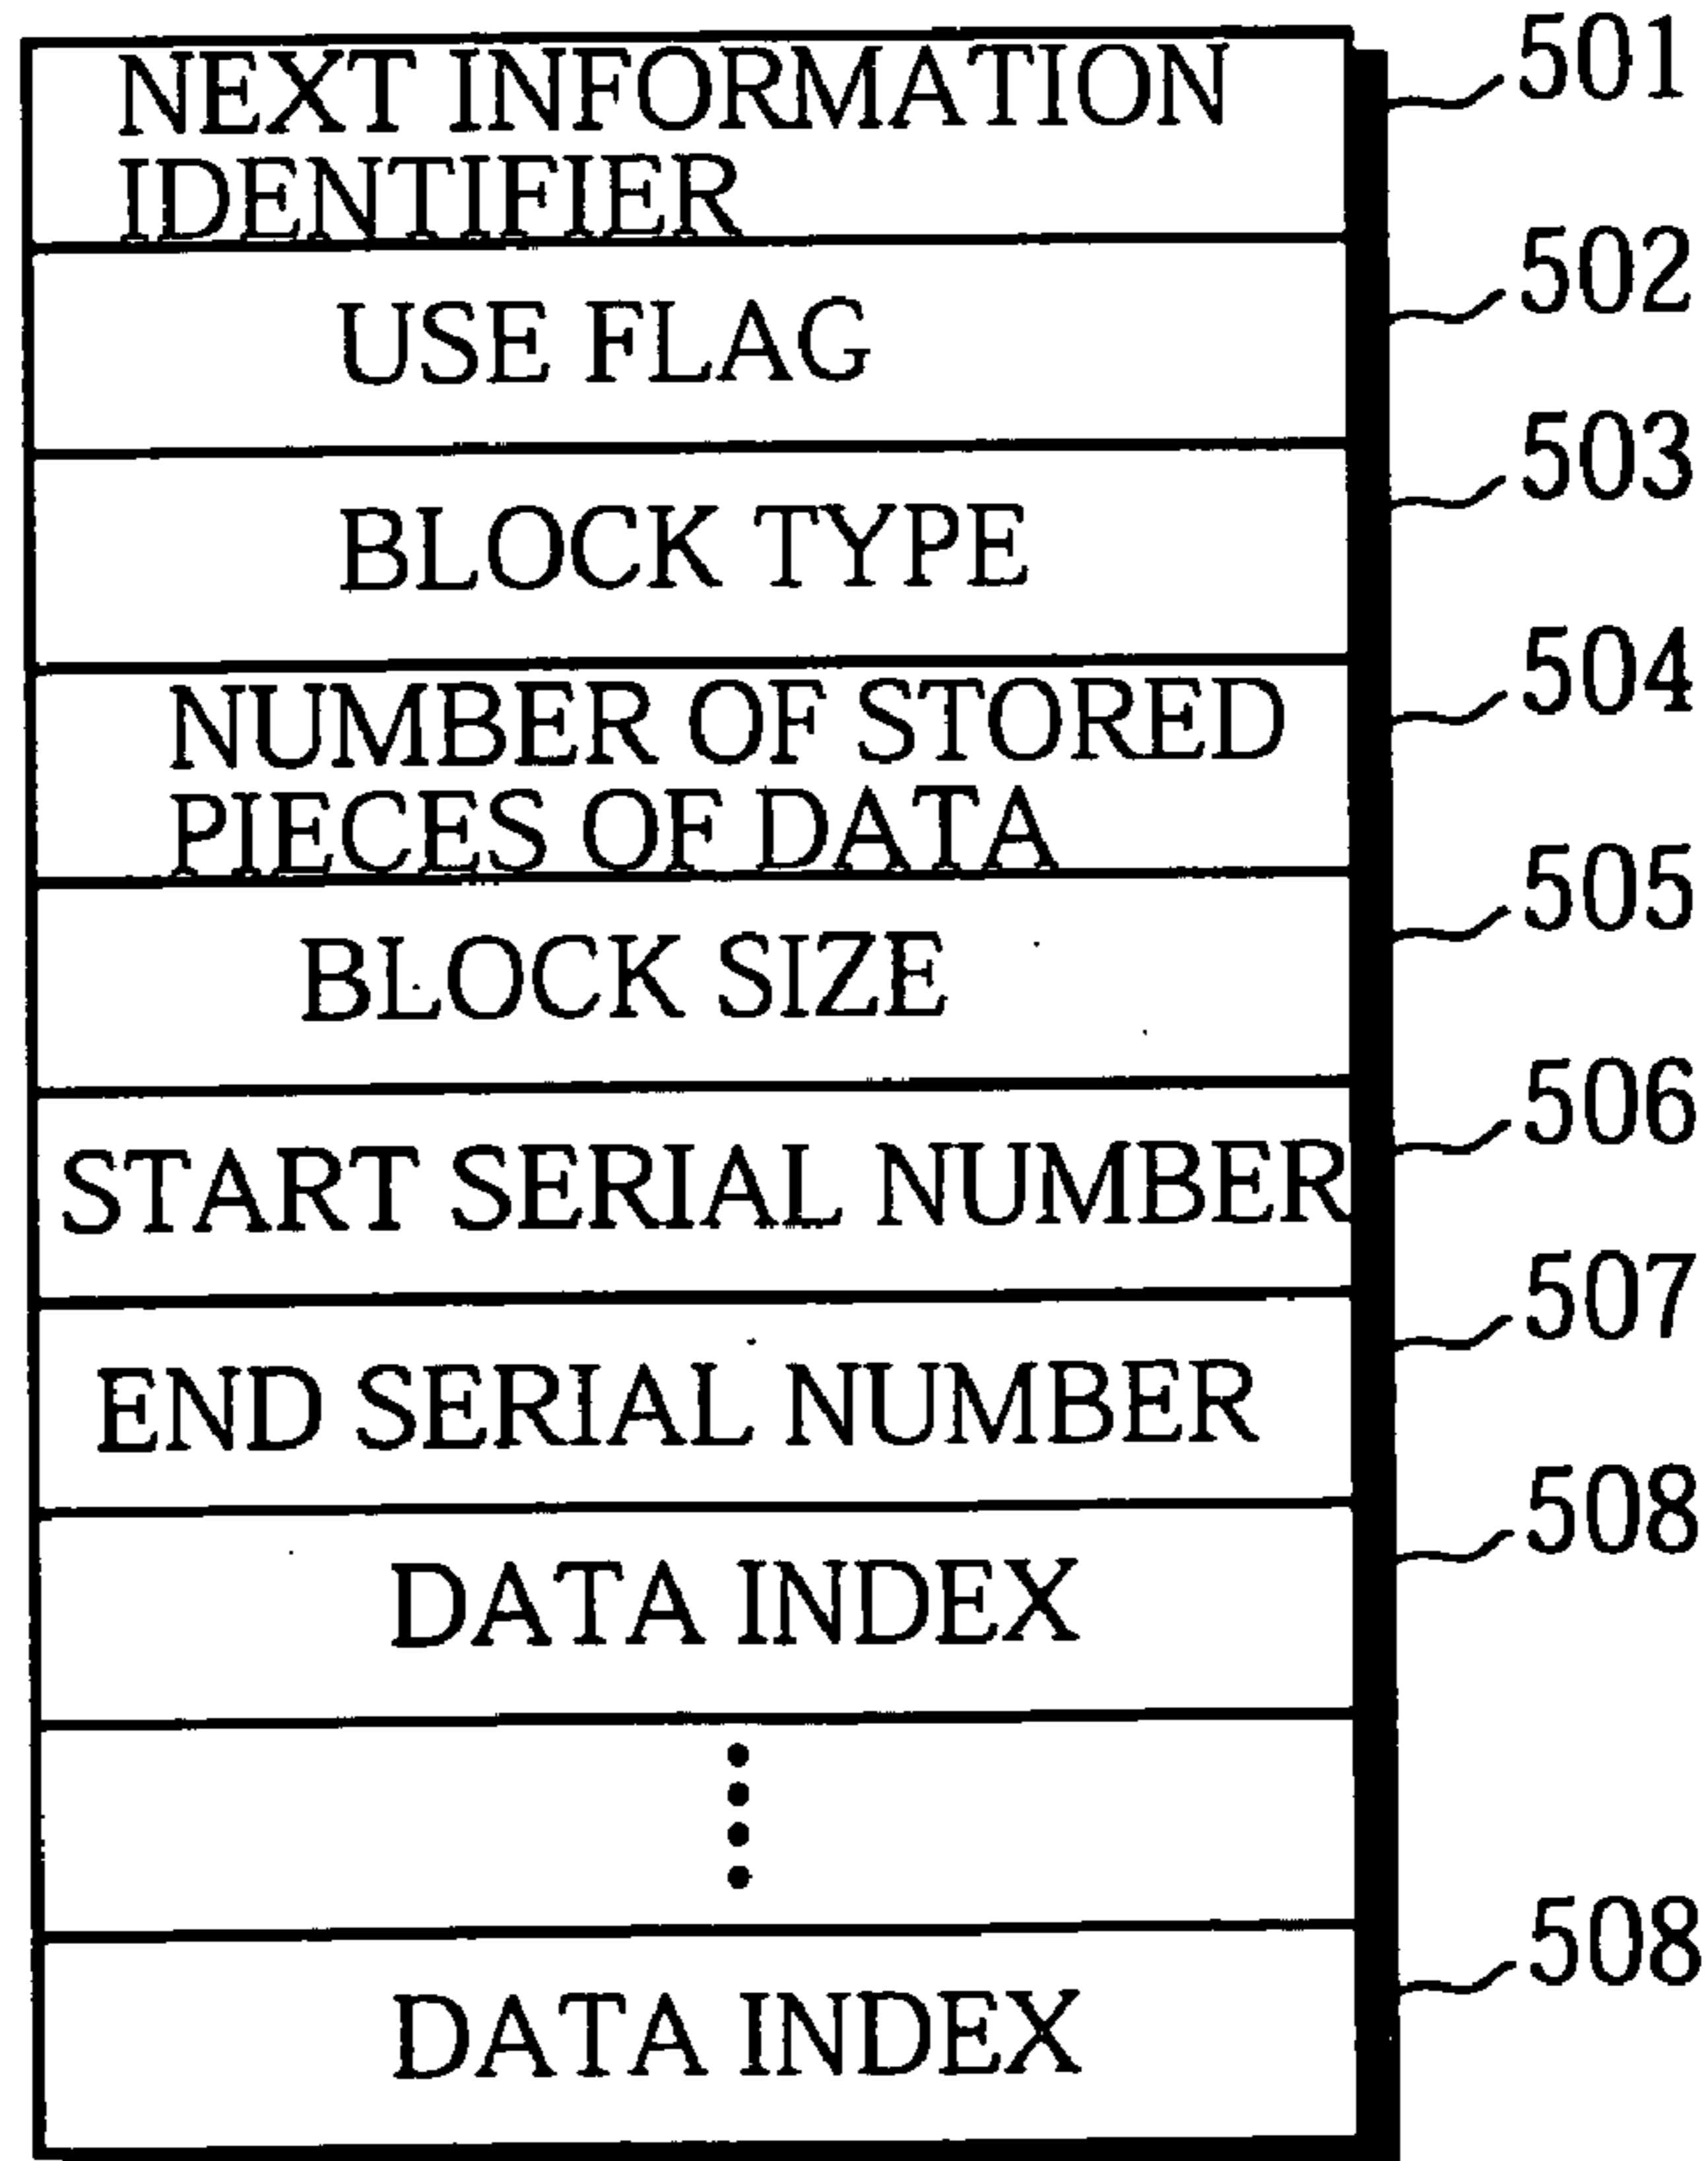 NEXT INFORMATION 501
IDENTIFIER
USE FLAG 502
BLOCK TYPE 503
NUMBER OF STORED 504
PIECES OF DATA
BLOCK SIZE 505
START SERIAL NUMBER 506
END SERIAL NUMBER 507
DATA INDEX 508
DATA INDEX 508